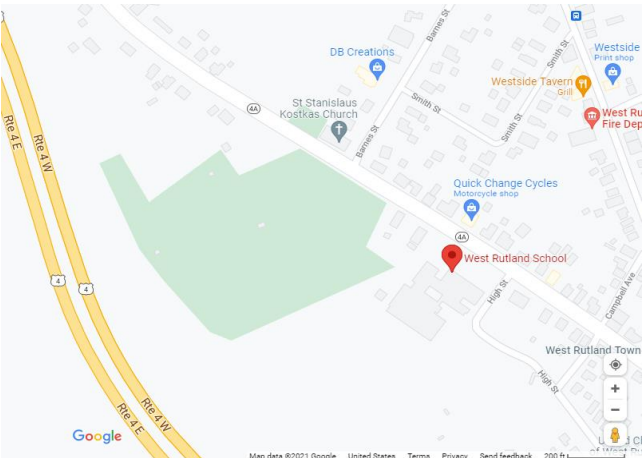 4
DB Creations
Barnes St
Smith St
Westside
Print shop
Westside Tavern
Grill
4A
St Stanislaus
Kostkas Church
Smith St
Smith St
West Ru
Fire Dep
Rte 4 E
Rte 4 W
Barnes St
Quick Change Cycles
Motorcycle shop
4A
West Rutland School
4
4
High St
Campbell Ave
West Rutland Town
High St
Rte 4 E
Rte 4 W
Google
Map data ©2021 Google United States Terms Privacy Send feedback 200 ft